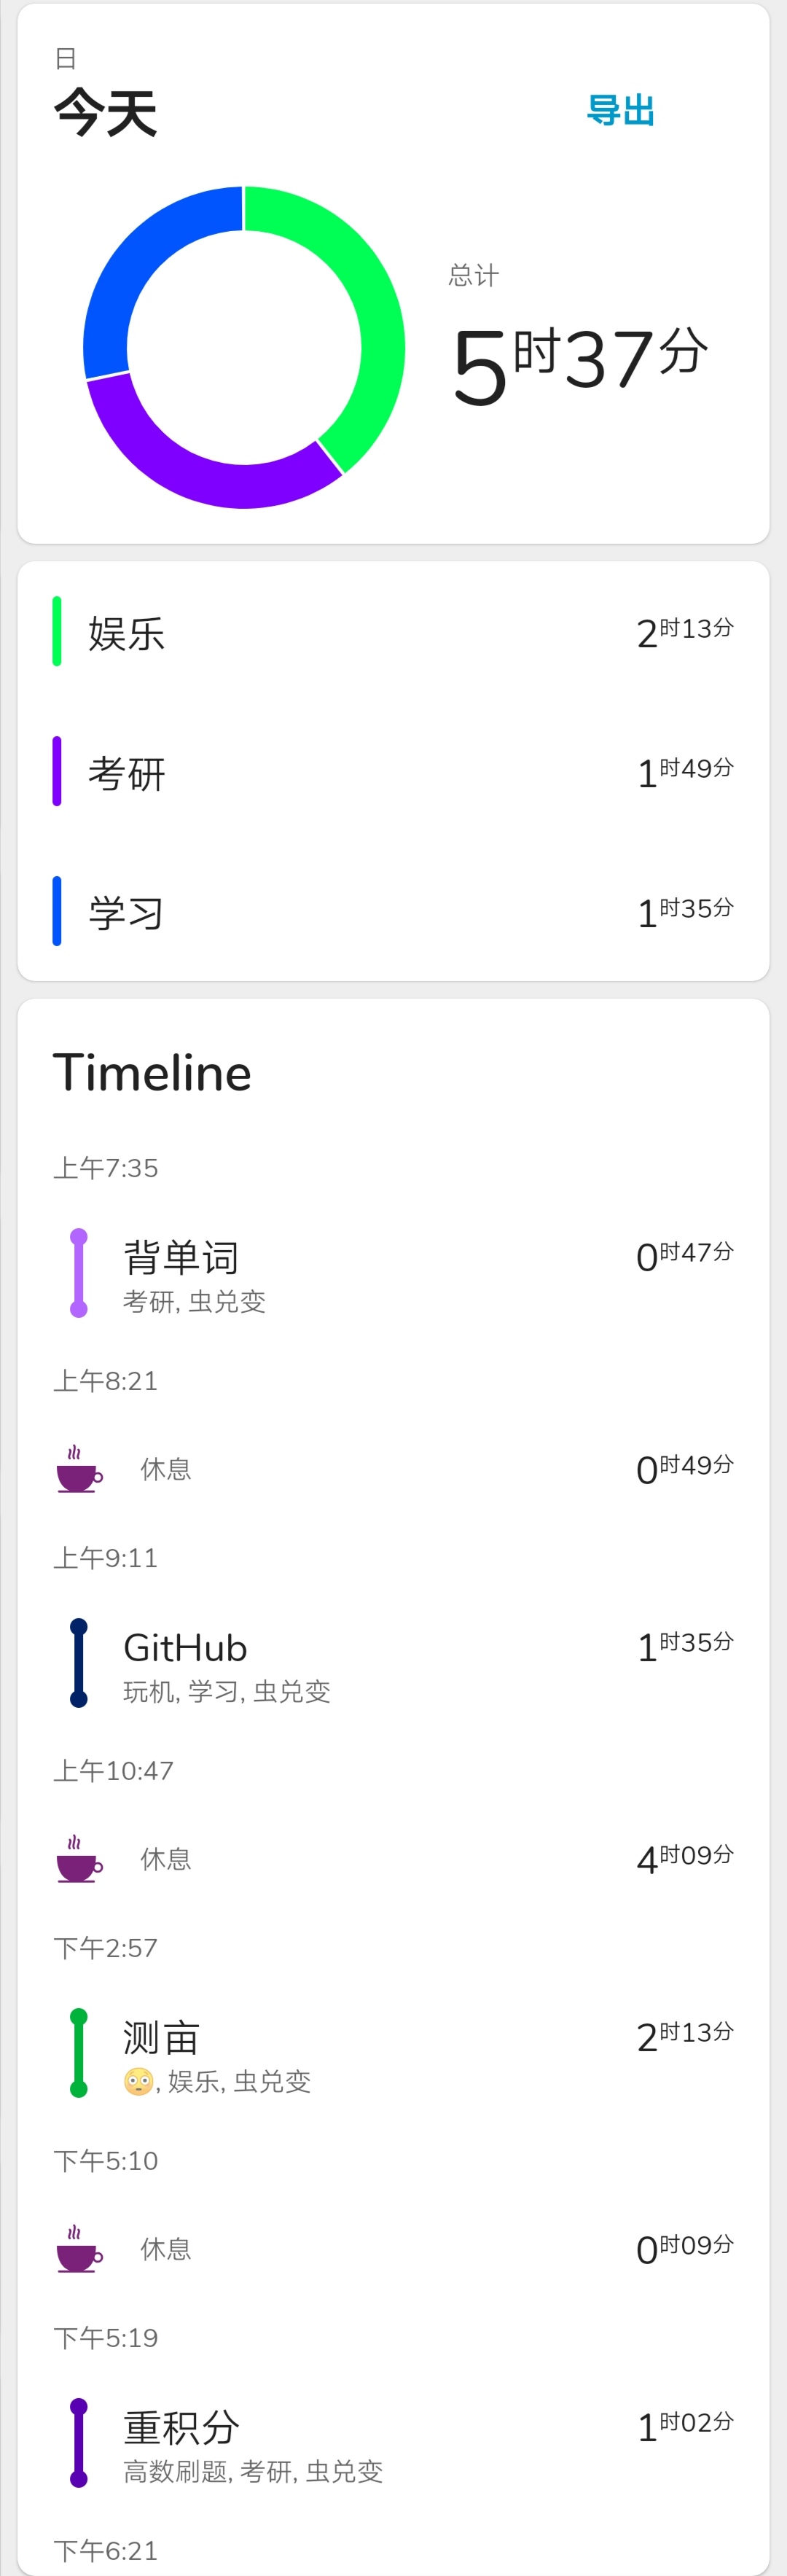 日
今天
导出
总计
5时37分
娱乐 2时13分
考研 1时49分
学习 1时35分
Timeline
上午7:35
背单词 0时47分
考研, 虫兑变
上午8:21
休息 0时49分
上午9:11
GitHub 1时35分
玩机, 学习, 虫兑变
上午10:47
休息 4时09分
下午2:57
测亩 2时13分
😳, 娱乐, 虫兑变
下午5:10
休息 0时09分
下午5:19
重积分 1时02分
高数刷题, 考研, 虫兑变
下午6:21